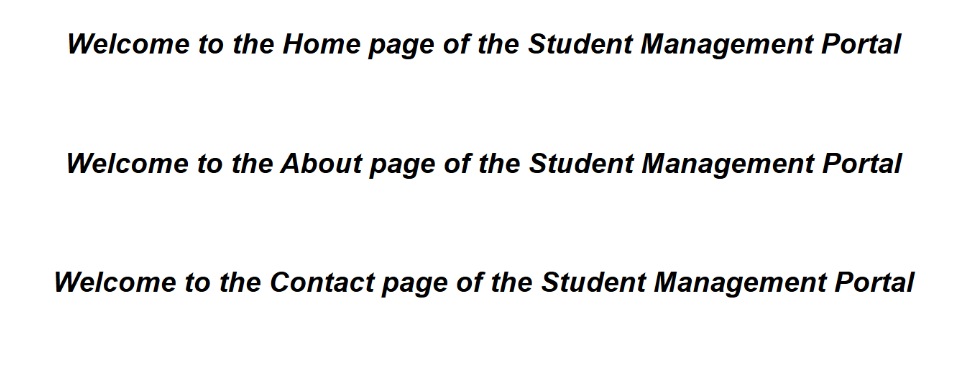 Welcome to the Home page of the Student Management Portal
Welcome to the About page of the Student Management Portal
Welcome to the Contact page of the Student Management Portal